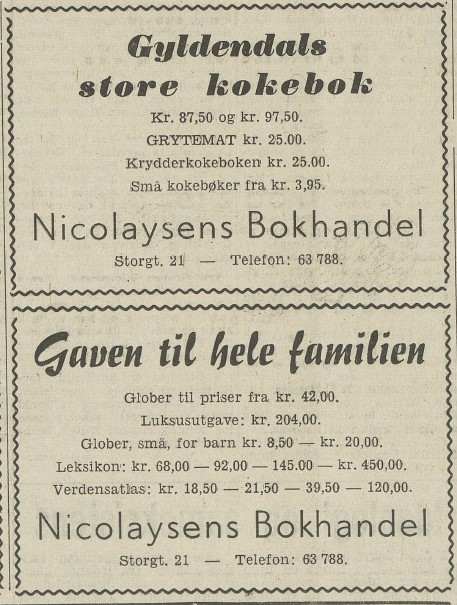 Gyldendals
store kokebok
Kr. 87,50 og kr. 97,50.
GRYTEMAT kr. 25.00.
Krydderkokeboken kr. 25.00.
Små kokebøker fra kr. 3,95.
Nicolaysens Bokhandel
Storgt. 21 — Telefon: 63 788.
Gaven til hele familien
Glober til priser fra kr. 42,00.
Luksusutgave: kr. 204,00.
Glober, små, for barn kr. 8,50 — kr. 20,00.
Leksikon: kr. 68,00 — 92,00 — 145.00 — kr. 450,00.
Verdensatlas: kr. 18,50 — 21,50 — 39,50 — 120,00.
Nicolaysens Bokhandel
Storgt. 21 — Telefon: 63 788.